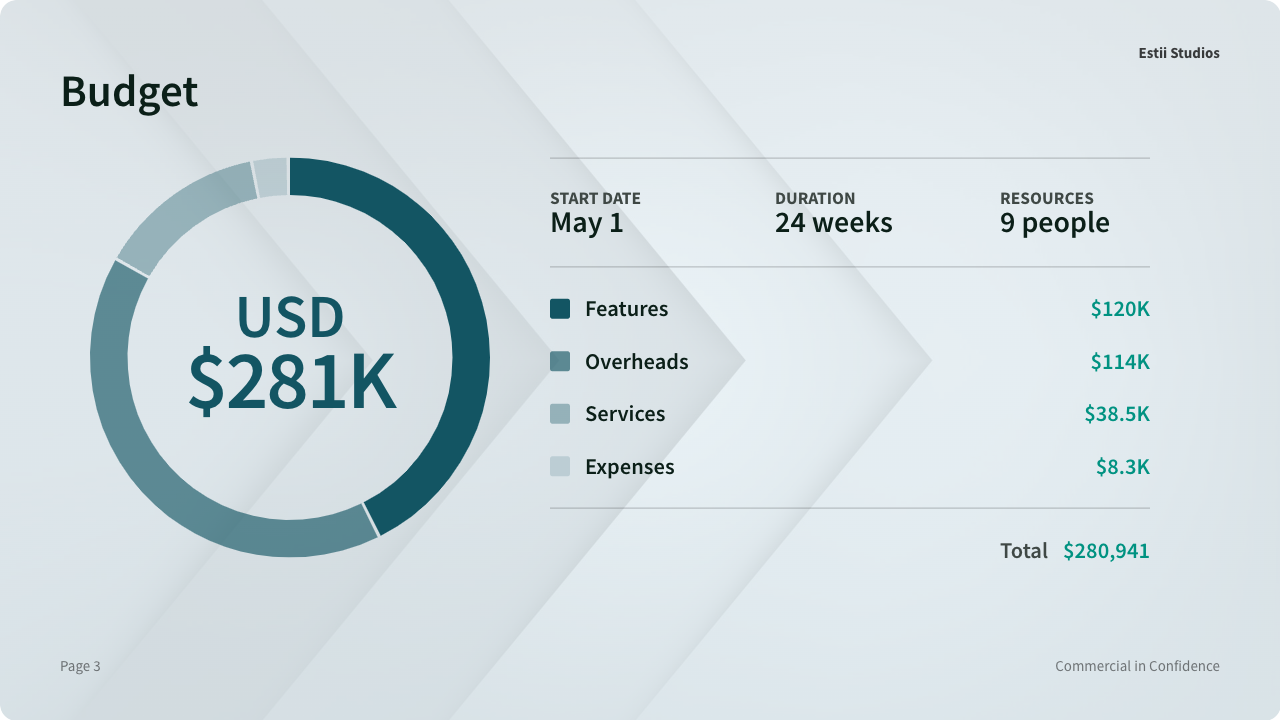 Estii Studios
Budget
USD
$281K
START DATE DURATION RESOURCES
May 1 24 weeks 9 people
Features $120K
Overheads $114K
Services $38.5K
Expenses $8.3K
Total $280,941
Page 3 Commercial in Confidence